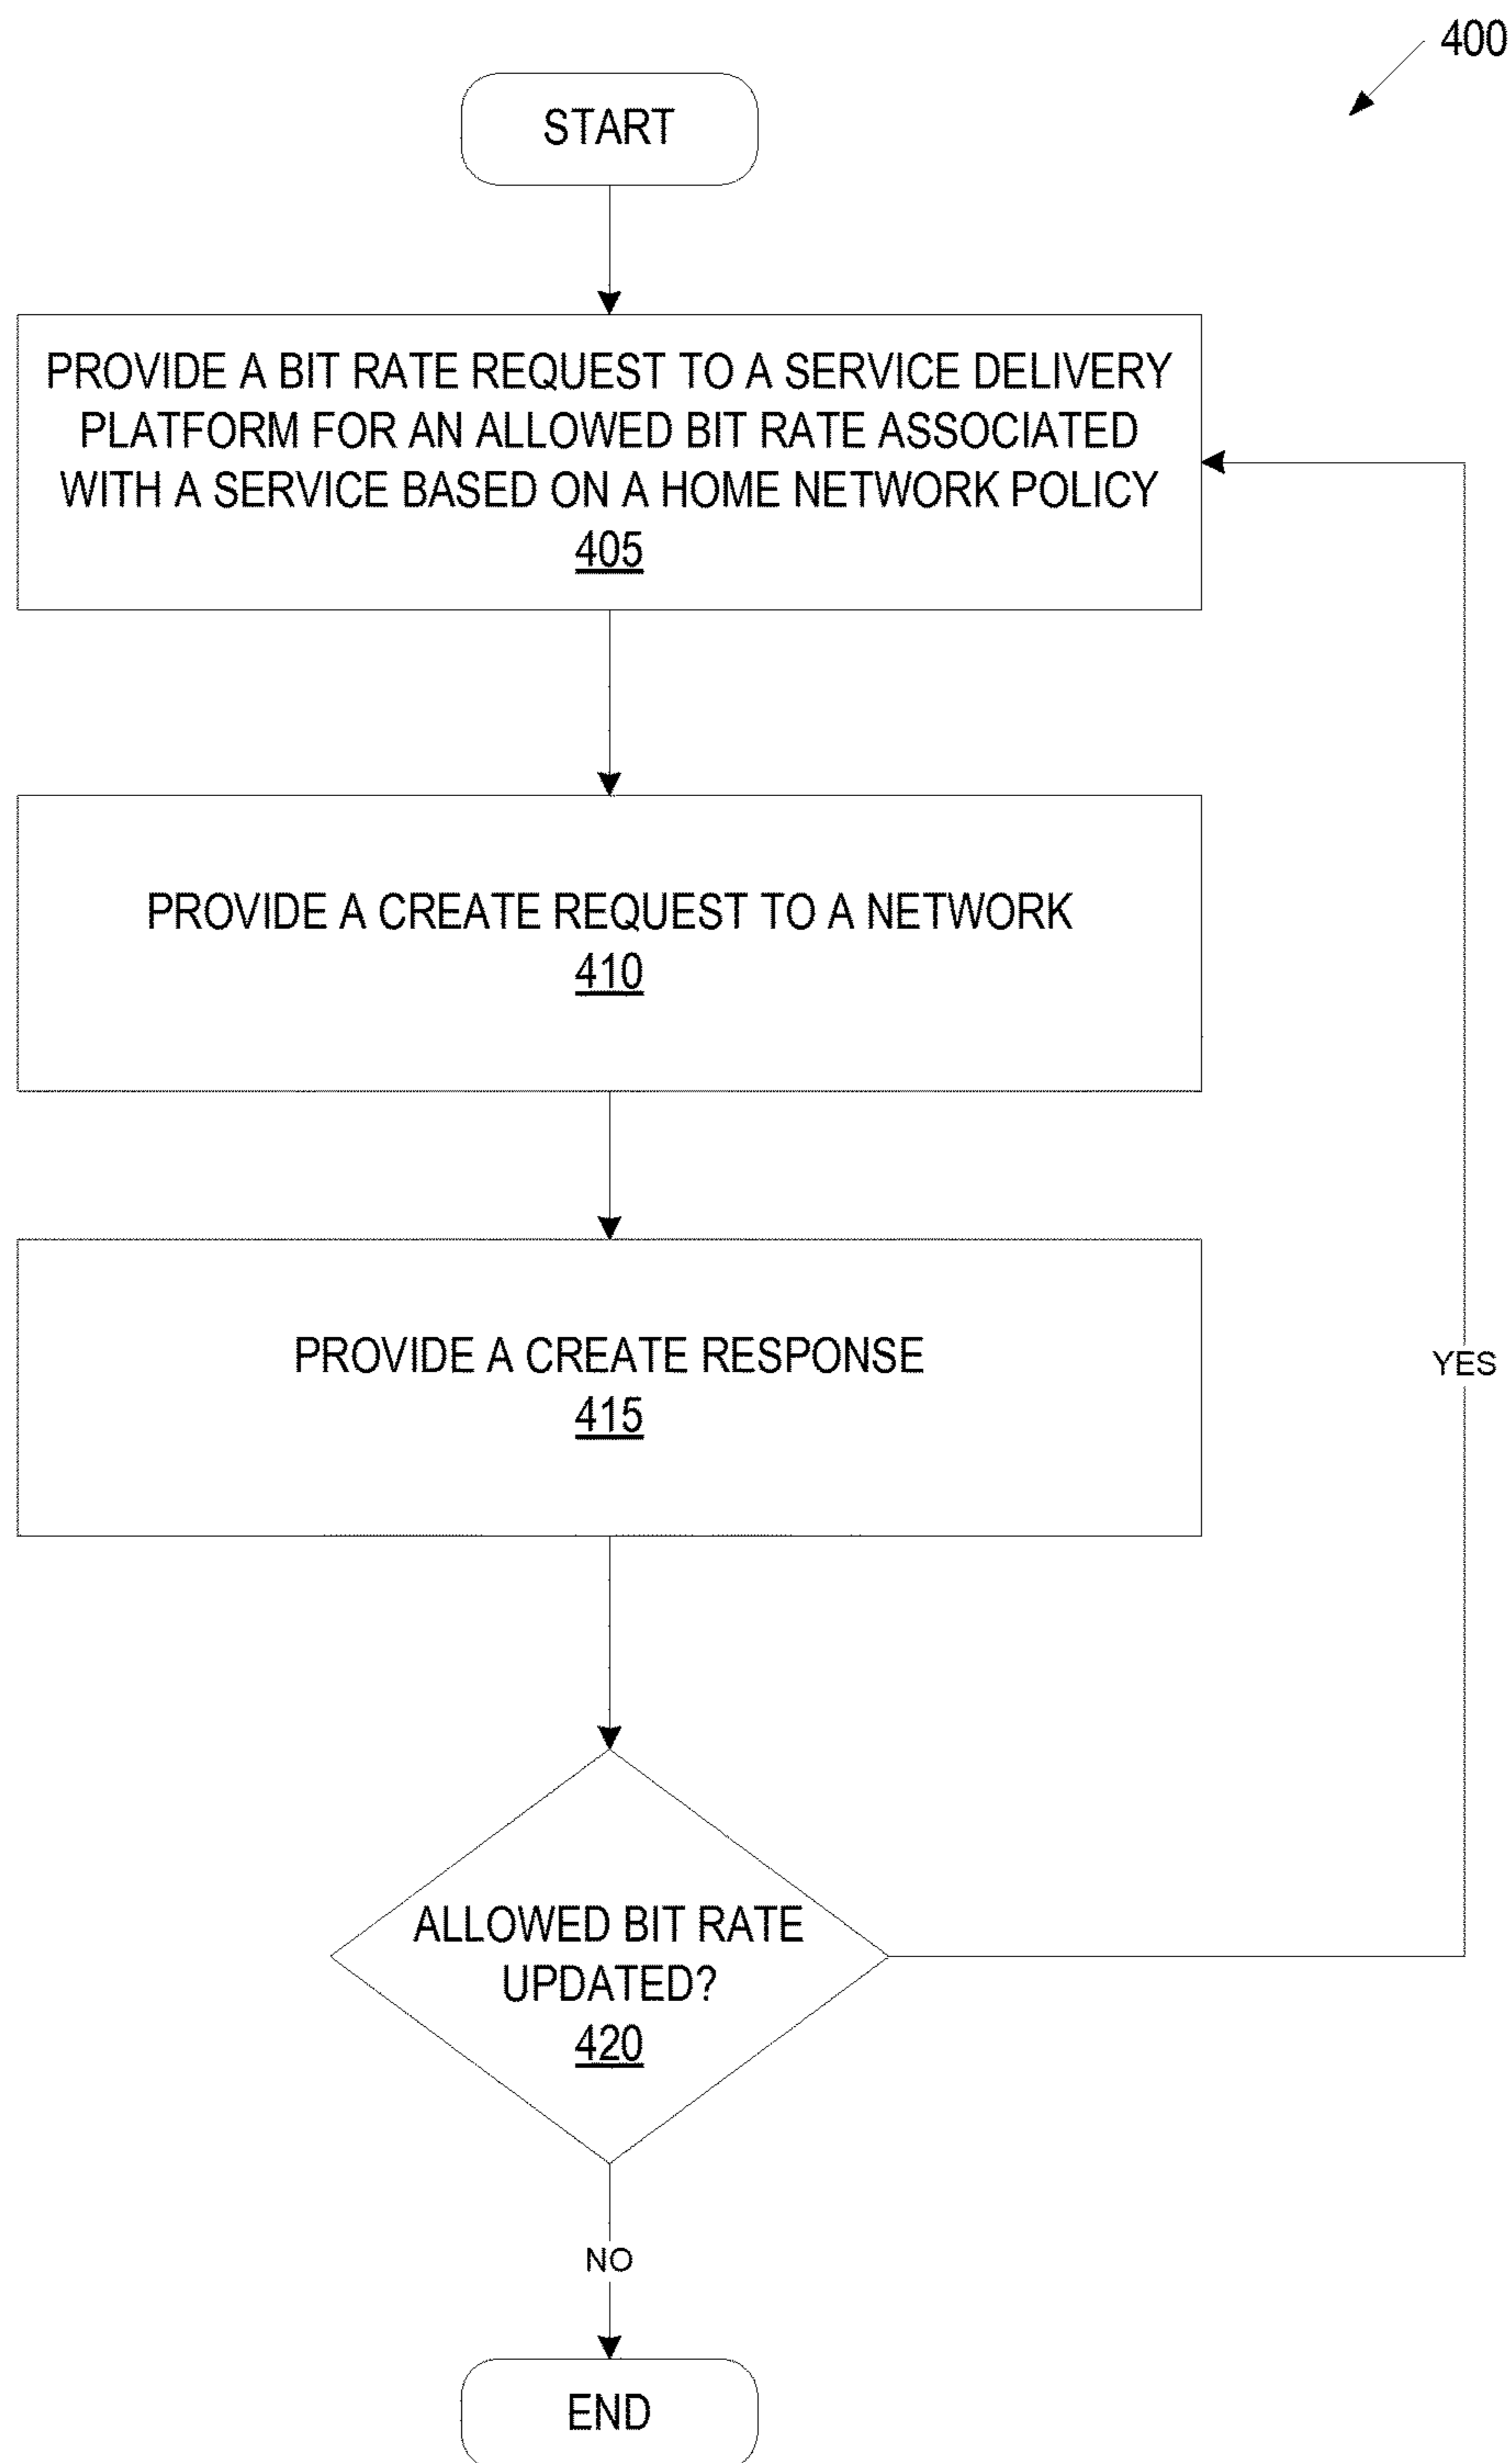 400
START
PROVIDE A BIT RATE REQUEST TO A SERVICE DELIVERY
PLATFORM FOR AN ALLOWED BIT RATE ASSOCIATED
WITH A SERVICE BASED ON A HOME NETWORK POLICY
405
PROVIDE A CREATE REQUEST TO A NETWORK
410
PROVIDE A CREATE RESPONSE
415
YES
ALLOWED BIT RATE
UPDATED?
420
NO
END